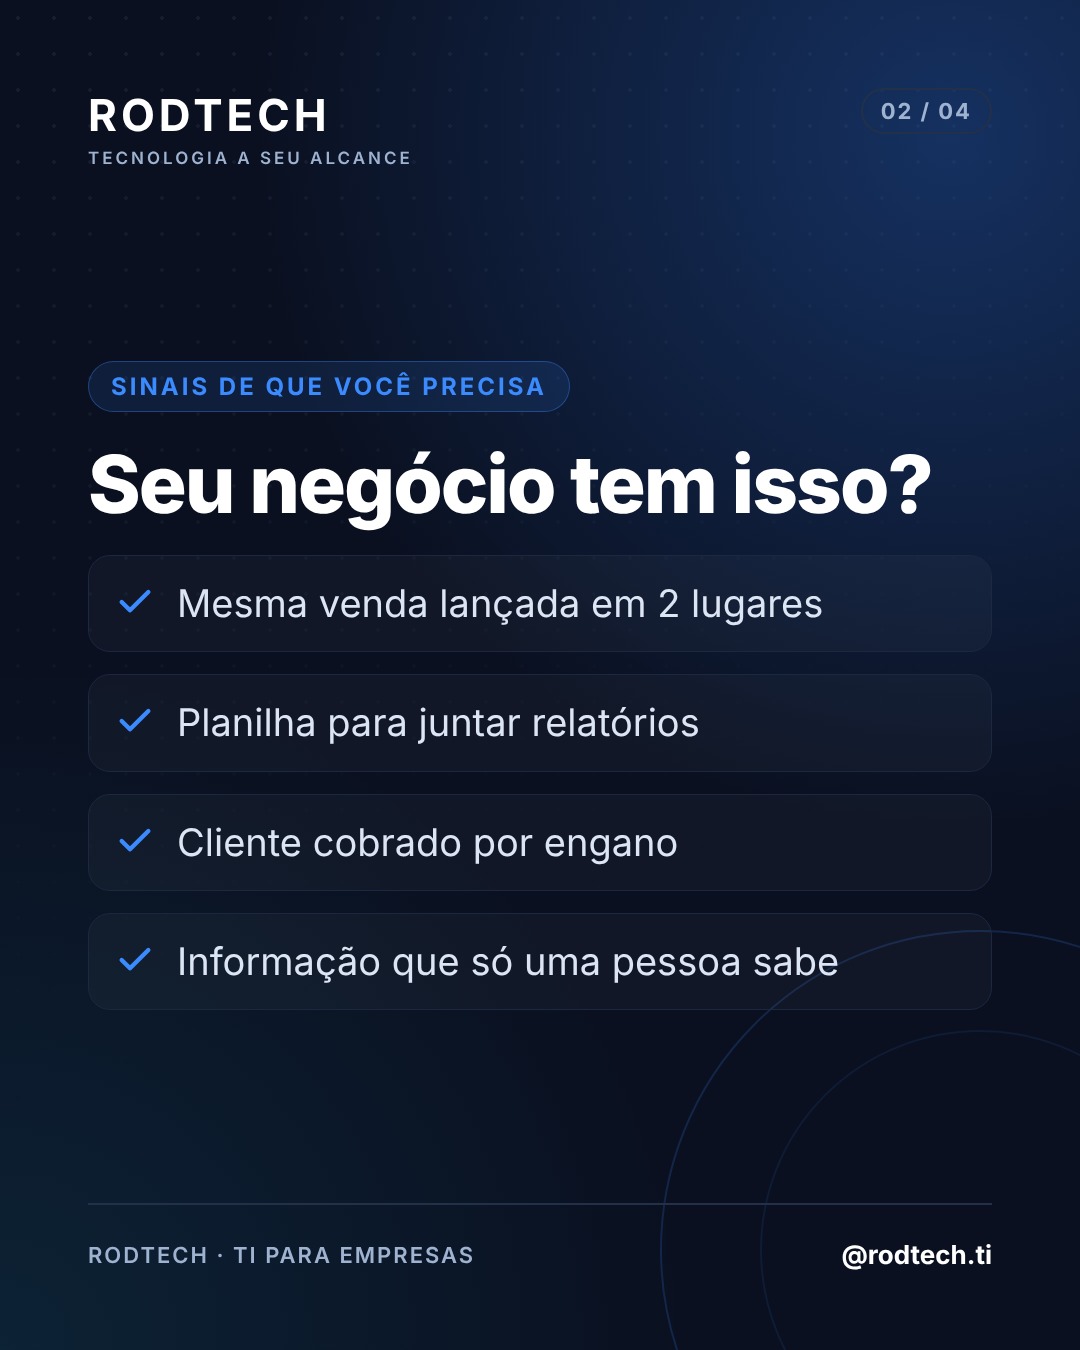 RODTECH
TECNOLOGIA A SEU ALCANCE
02 / 04
SINAIS DE QUE VOCÊ PRECISA
Seu negócio tem isso?
Mesma venda lançada em 2 lugares
Planilha para juntar relatórios
Cliente cobrado por engano
Informação que só uma pessoa sabe
RODTECH · TI PARA EMPRESAS
@rodtech.ti